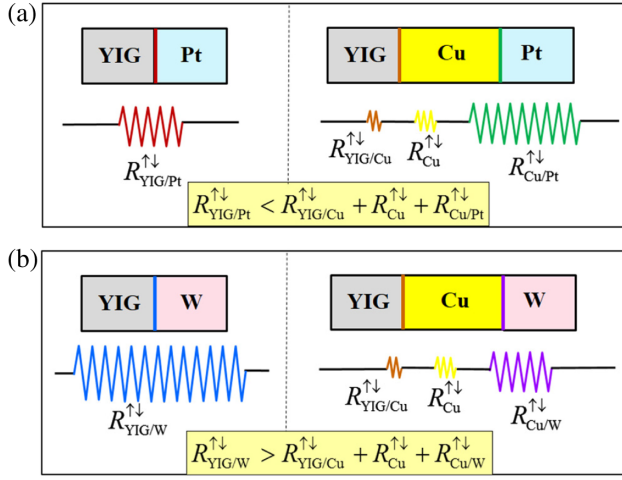 (a)
YIG Pt YIG Cu Pt
R↑↓YIG/Pt R↑↓YIG/Cu R↑↓Cu R↑↓Cu/Pt
R↑↓YIG/Pt < R↑↓YIG/Cu + R↑↓Cu + R↑↓Cu/Pt
(b)
YIG W YIG Cu W
R↑↓YIG/W R↑↓YIG/Cu R↑↓Cu R↑↓Cu/W
R↑↓YIG/W > R↑↓YIG/Cu + R↑↓Cu + R↑↓Cu/W